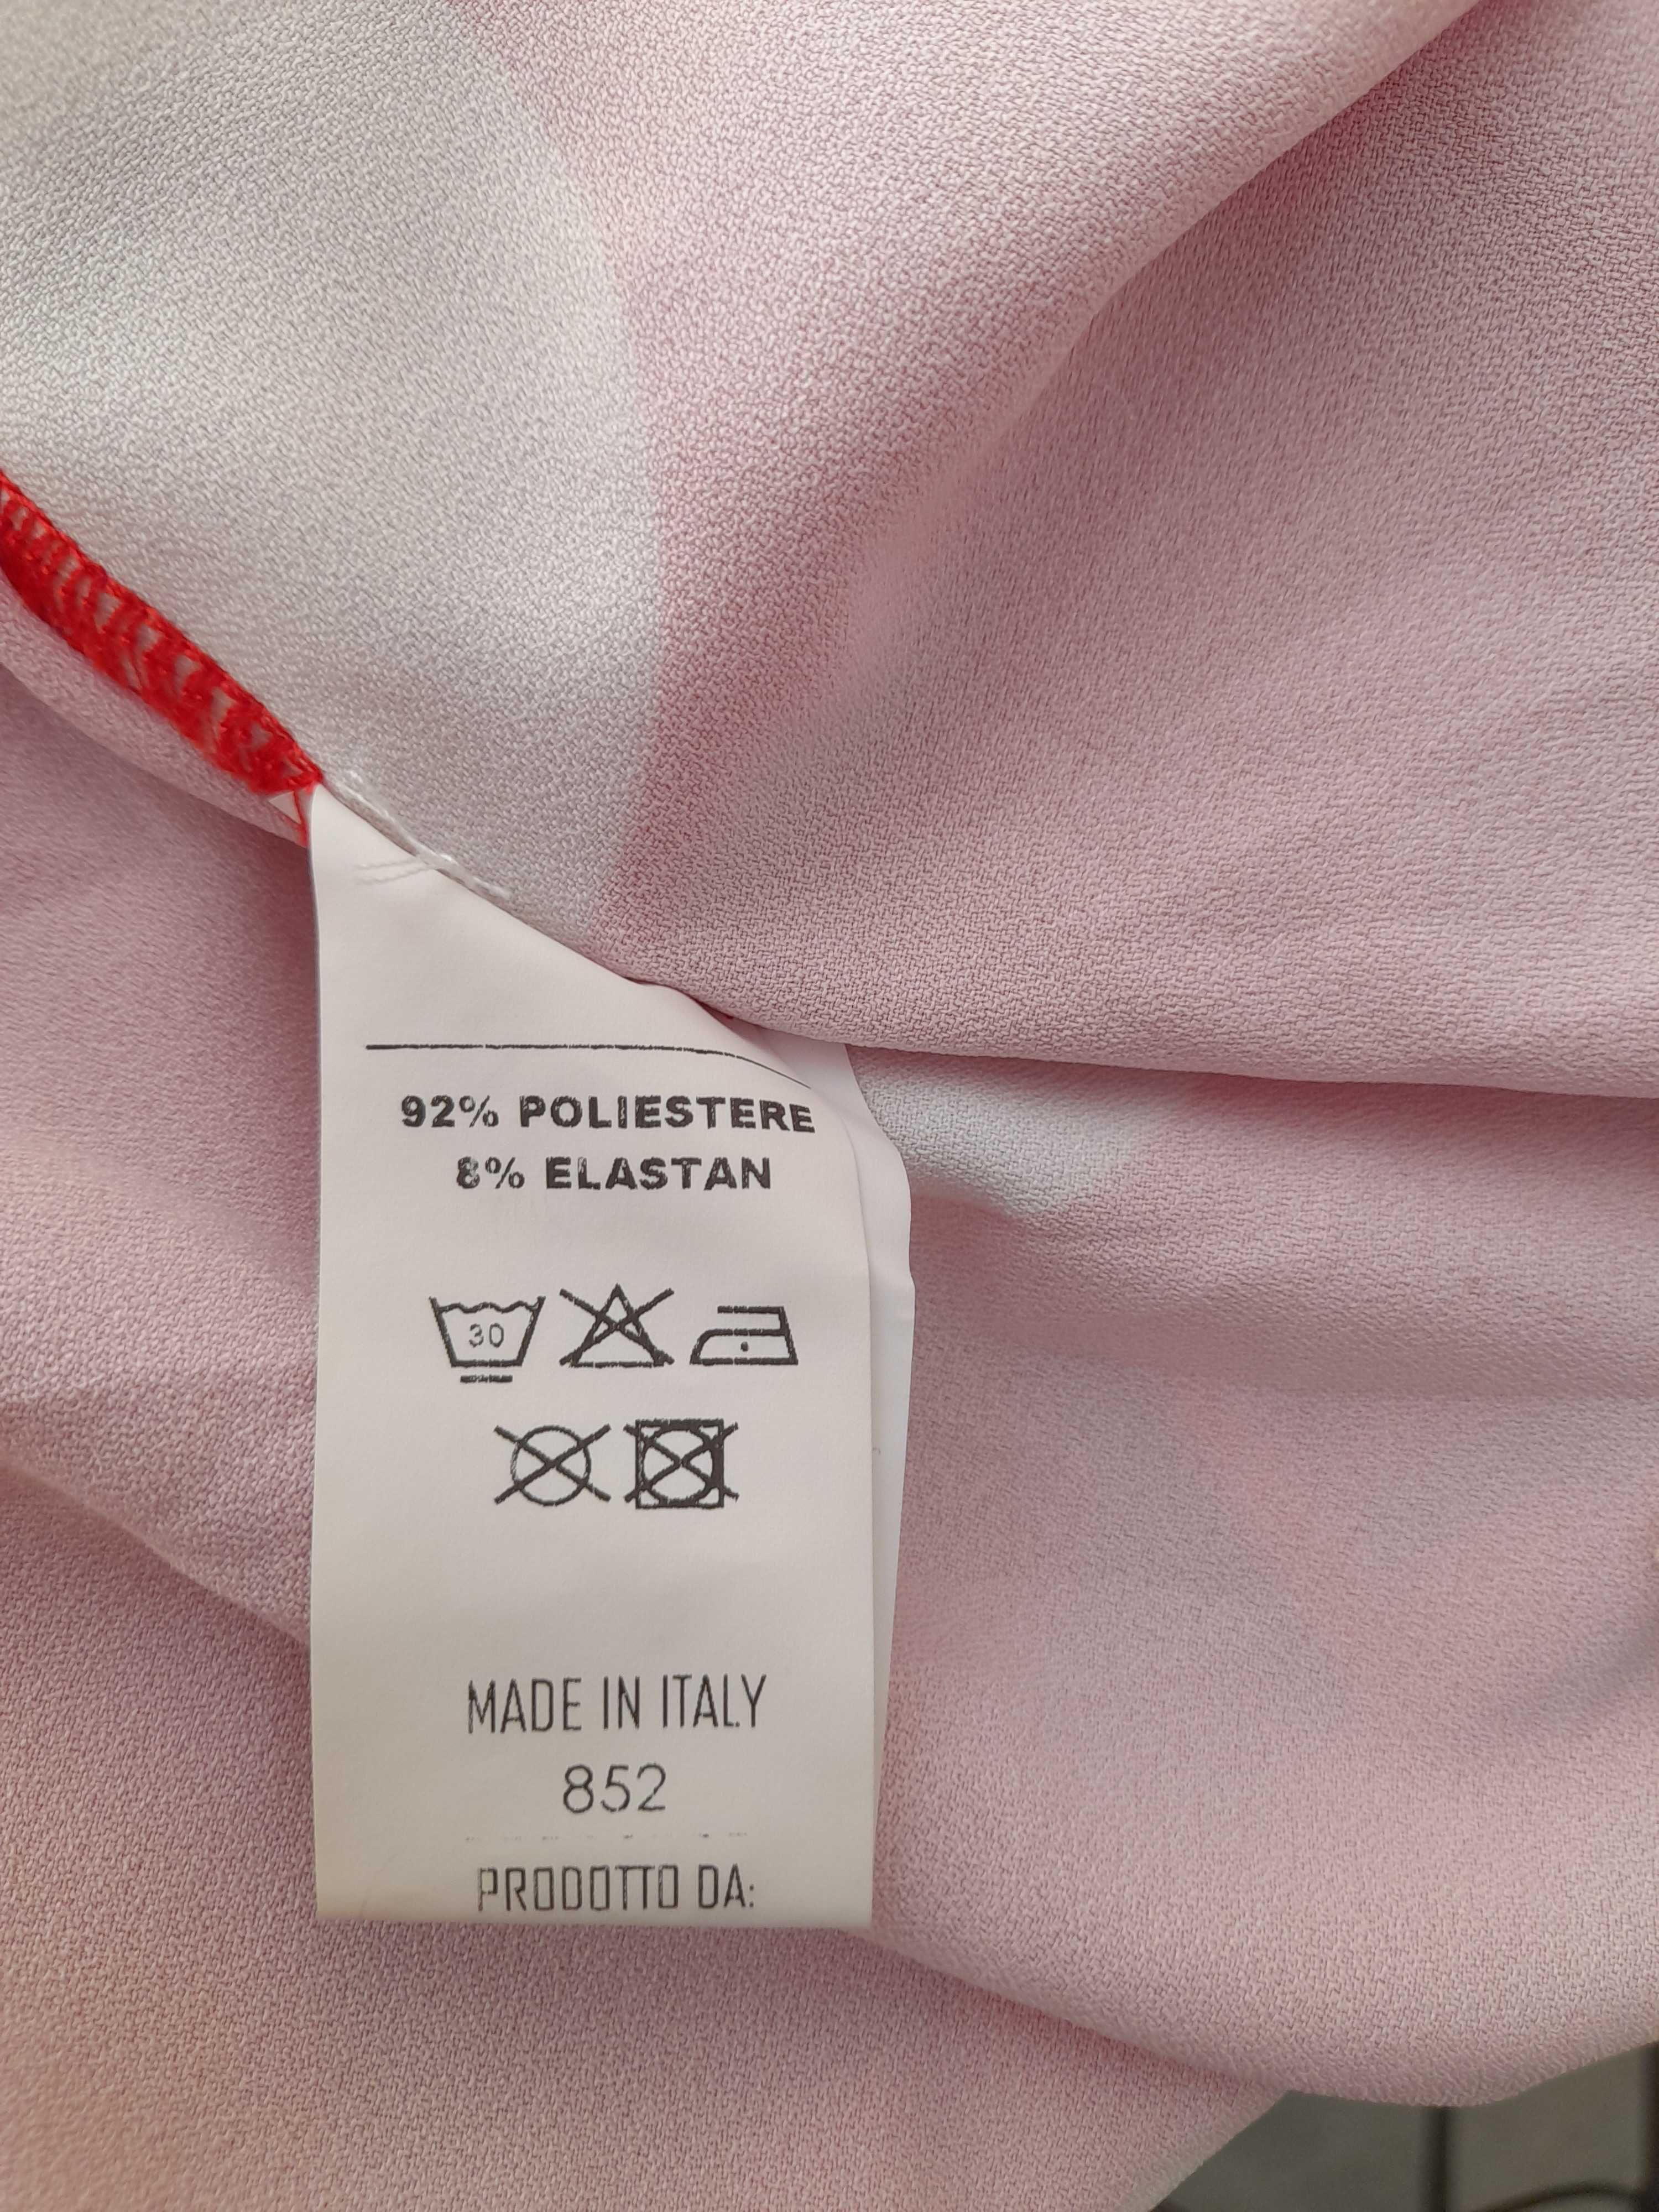 92% POLIESTERE
8% ELASTAN
30
MADE IN ITALY
852
PRODOTTO DA: